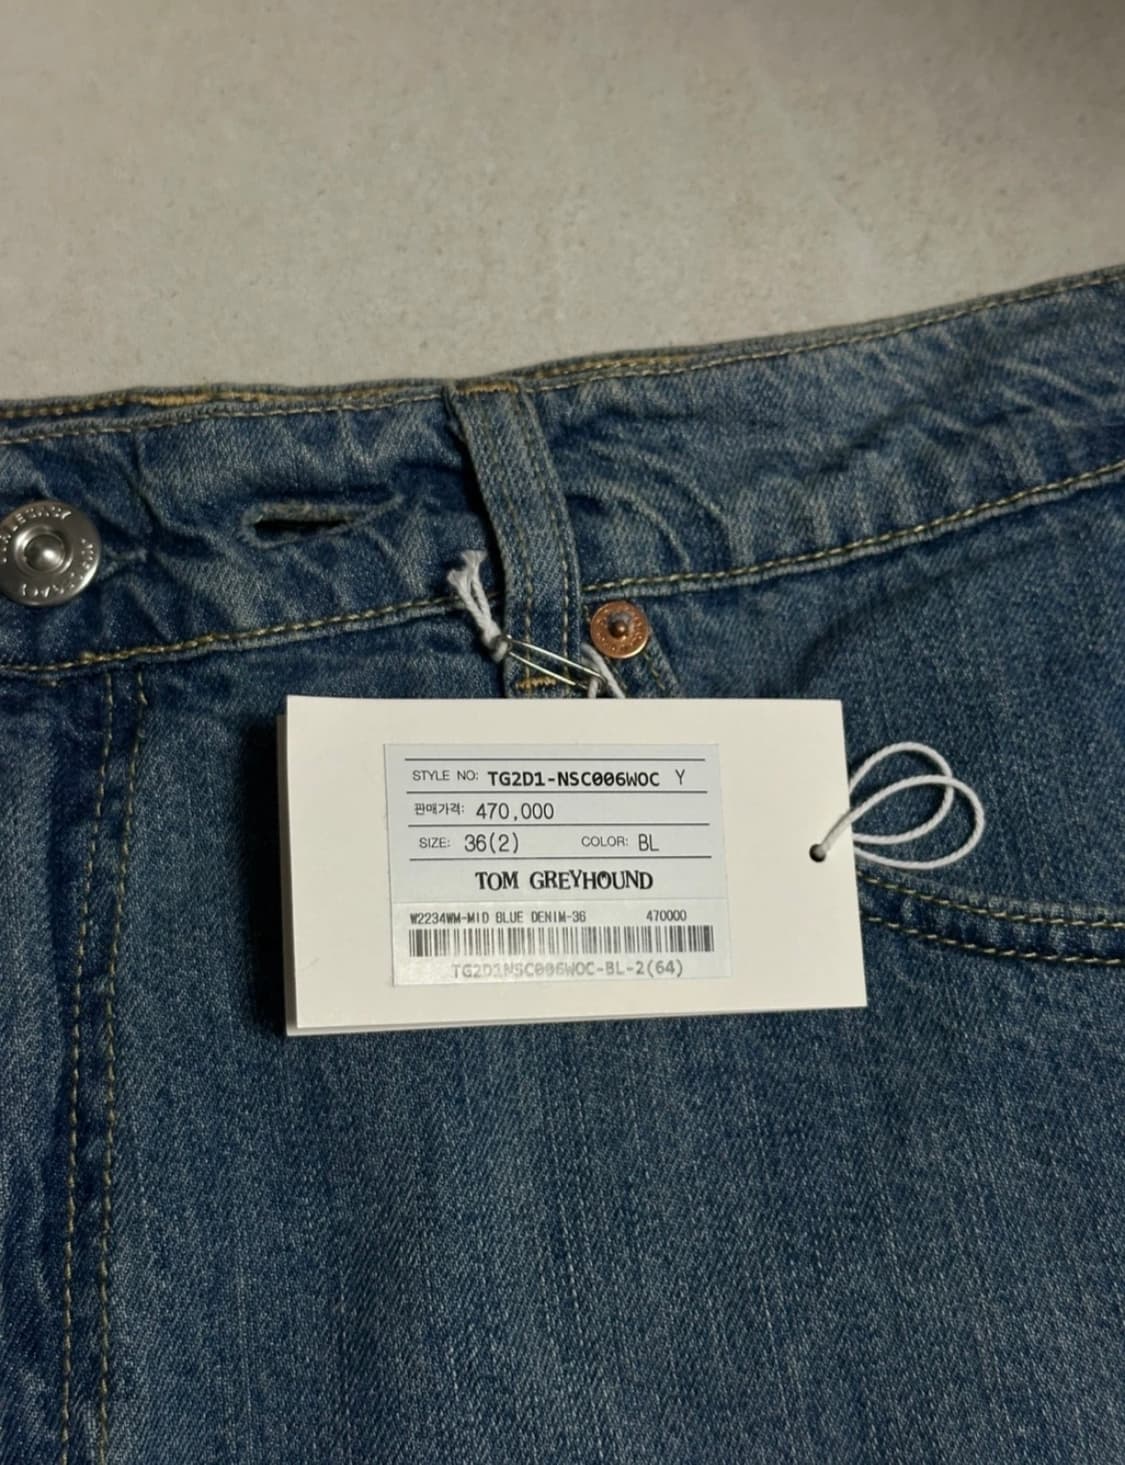 STYLE NO: TG2D1-NSC006WOC Y
판매가격: 470,000
SIZE: 36(2) COLOR: BL
TOM GREYHOUND
W2234WM-MID BLUE DENIM-36 470000
TG2D1NSC006WOC-BL-2(64)